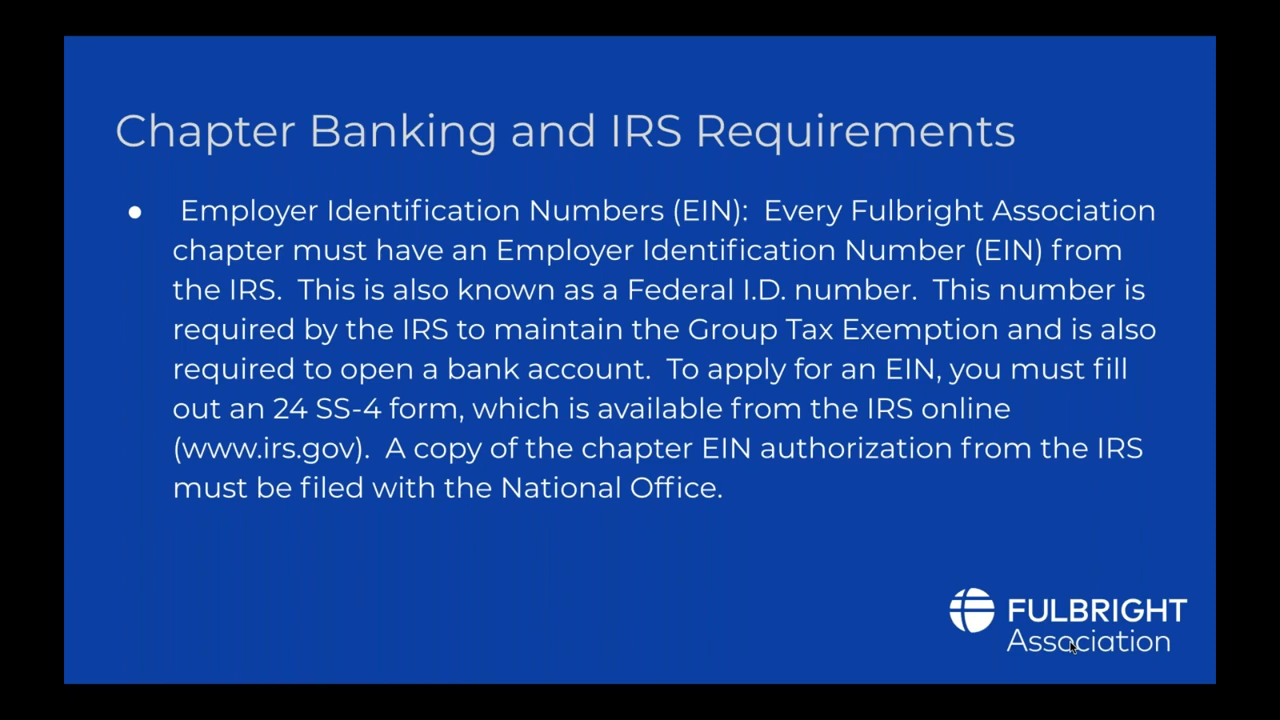 Chapter Banking and IRS Requirements
● Employer Identification Numbers (EIN):  Every Fulbright Association
chapter must have an Employer Identification Number (EIN) from
the IRS.  This is also known as a Federal I.D. number.  This number is
required by the IRS to maintain the Group Tax Exemption and is also
required to open a bank account.  To apply for an EIN, you must fill
out an 24 SS-4 form, which is available from the IRS online
(www.irs.gov).  A copy of the chapter EIN authorization from the IRS
must be filed with the National Office.
FULBRIGHT
Association